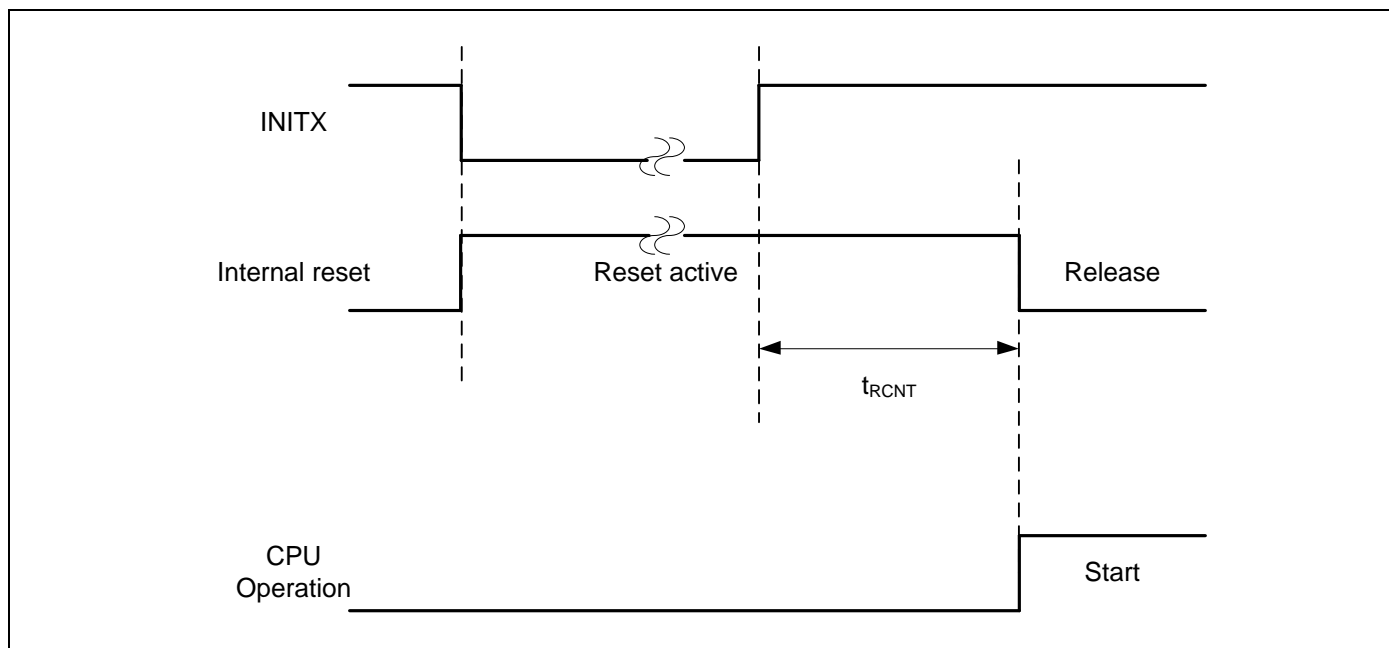 INITX
Internal reset
Reset active
Release
tRCNT
CPU
Operation
Start